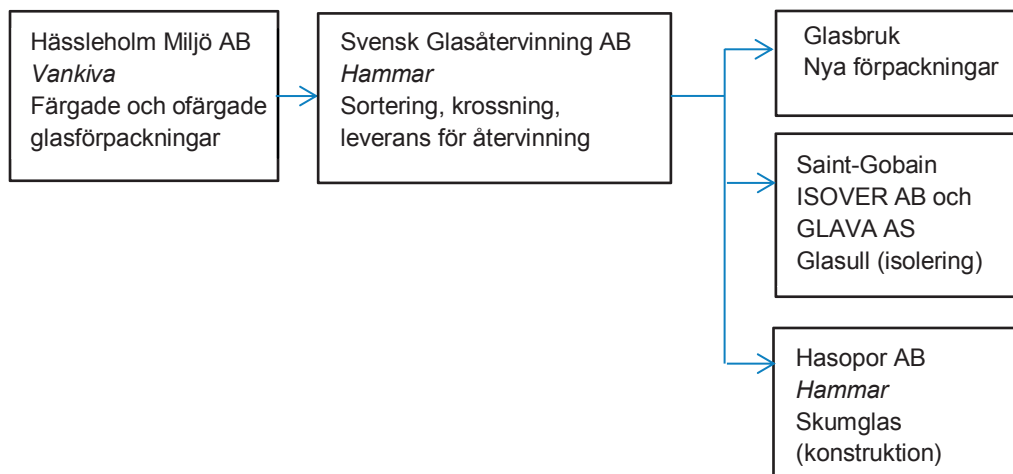 Hässleholm Miljö AB
Vankiva
Färgade och ofärgade
glasförpackningar
Svensk Glasåtervinning AB
Hammar
Sortering, krossning,
leverans för återvinning
Glasbruk
Nya förpackningar
Saint-Gobain
ISOVER AB och
GLAVA AS
Glasull (isolering)
Hasopor AB
Hammar
Skumglas
(konstruktion)